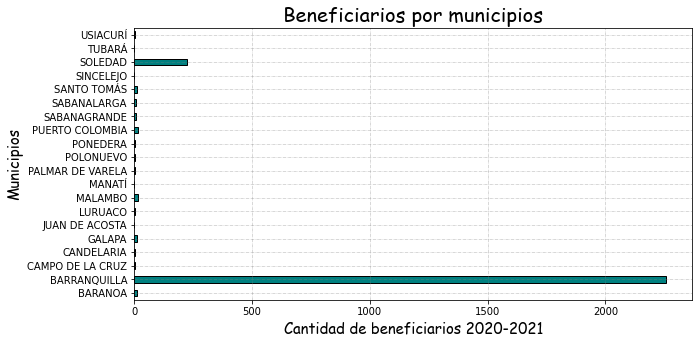 Beneficiarios por municipios
USIACURÍ
TUBARÁ
SOLEDAD
SINCELEJO
SANTO TOMÁS
SABANALARGA
SABANAGRANDE
PUERTO COLOMBIA
PONEDERA
POLONUEVO
PALMAR DE VARELA
MANATÍ
MALAMBO
LURUACO
JUAN DE ACOSTA
GALAPA
CANDELARIA
CAMPO DE LA CRUZ
BARRANQUILLA
BARANOA
Municipios
0 500 1000 1500 2000
Cantidad de beneficiarios 2020-2021